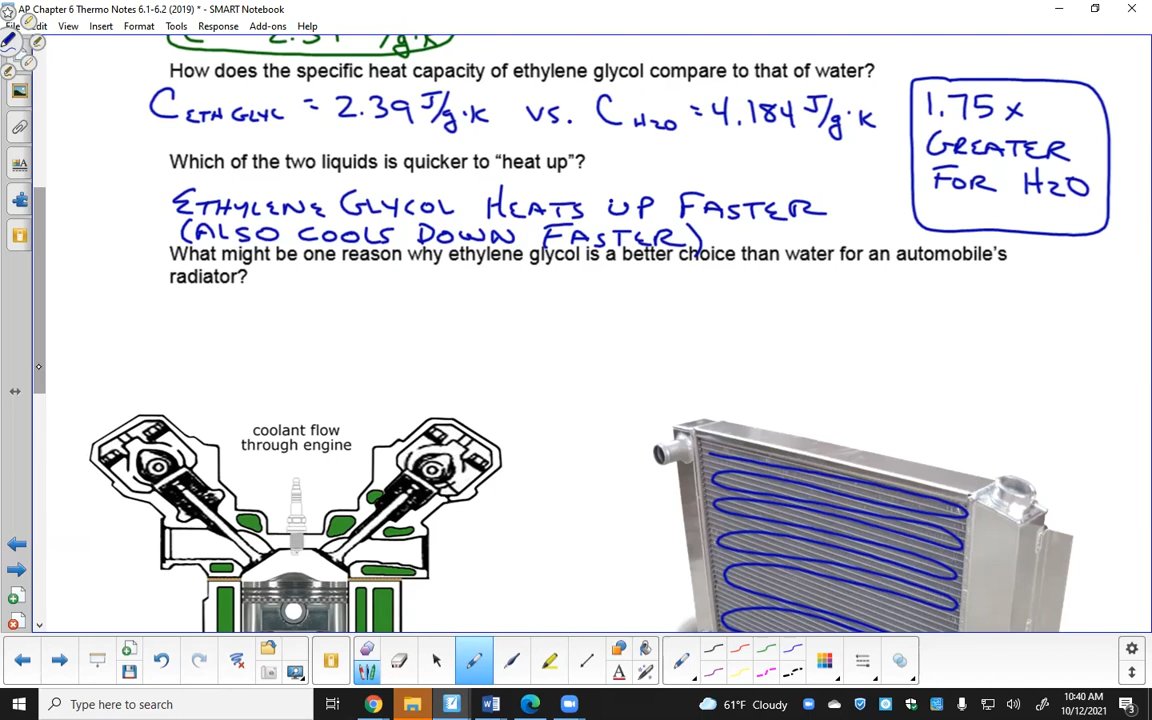 AP Chapter 6 Thermo Notes 6.1-6.2 (2019) * - SMART Notebook
File Edit View Insert Format Tools Response Add-ons Help
How does the specific heat capacity of ethylene glycol compare to that of water?
C ETH GLYC = 2.39 J/g·K vs. C H2O = 4.184 J/g·K
1.75 x
GREATER
FOR H2O
Which of the two liquids is quicker to “heat up”?
ETHYLENE GLYCOL HEATS UP FASTER
(ALSO COOLS DOWN FASTER)
What might be one reason why ethylene glycol is a better choice than water for an automobile’s
radiator?
coolant flow
through engine
Type here to search
61°F Cloudy
10:40 AM
10/12/2021
3